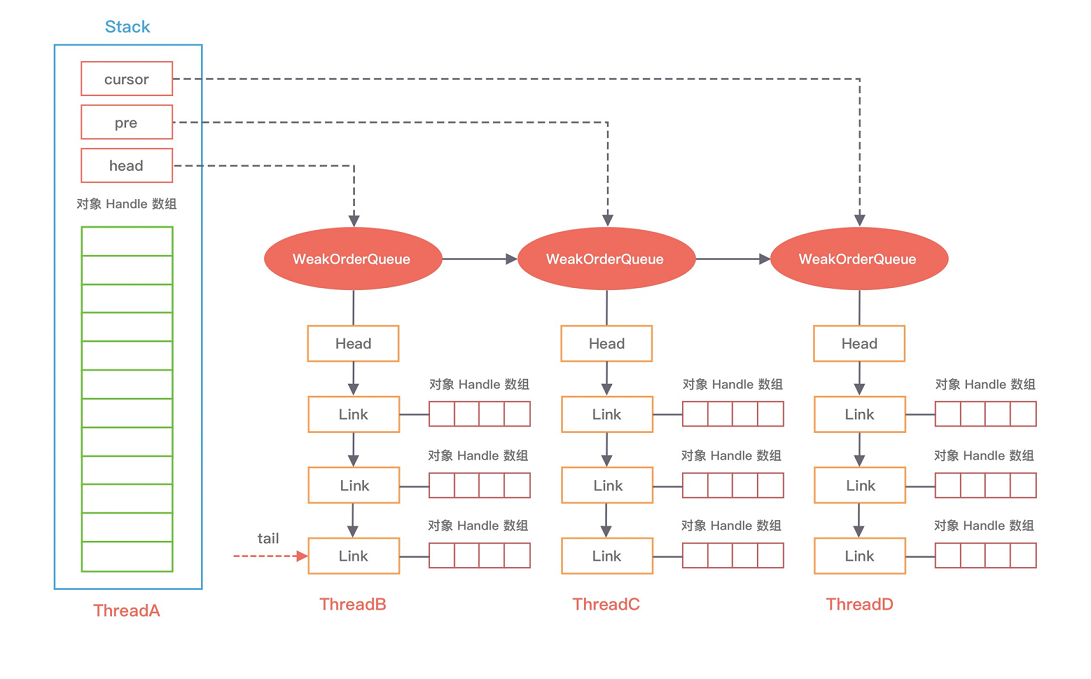 Stack
cursor
pre
head
对象 Handle 数组
WeakOrderQueue
WeakOrderQueue
WeakOrderQueue
Head
Head
Head
对象 Handle 数组
对象 Handle 数组
对象 Handle 数组
Link
Link
Link
对象 Handle 数组
对象 Handle 数组
对象 Handle 数组
Link
Link
Link
对象 Handle 数组
对象 Handle 数组
对象 Handle 数组
tail
Link
Link
Link
ThreadA
ThreadB
ThreadC
ThreadD